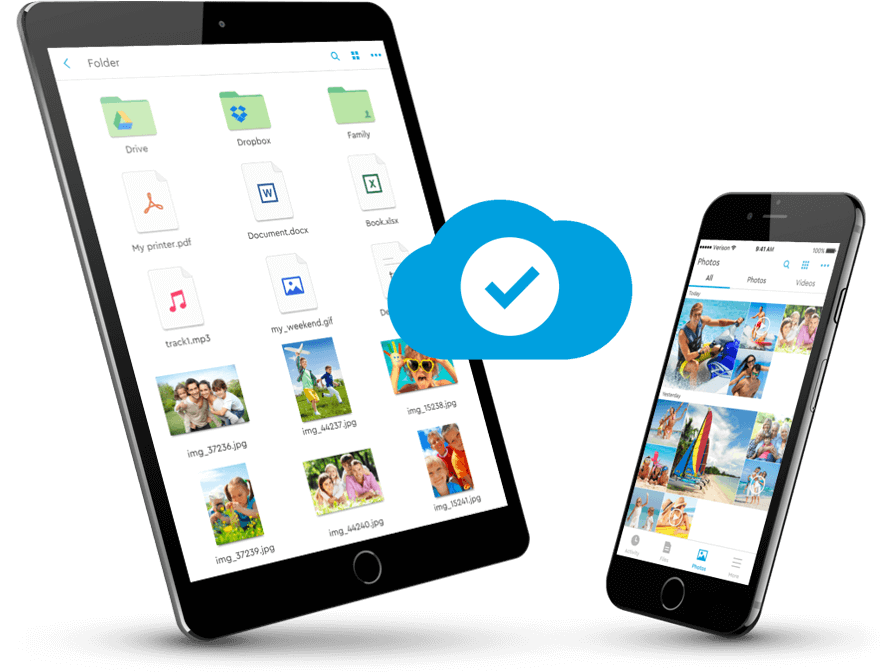 Folder
Drive
Dropbox
Family
My printer.pdf
Document.docx
Book.xlsx
track1.mp3
my_weekend.gif
img_37236.jpg
img_44237.jpg
img_15238.jpg
img_37239.jpg
img_44240.jpg
img_15241.jpg
Verizon 9:41 AM 100%
Photos
All Photos Videos
Today
Yesterday
Activity Files Photos More